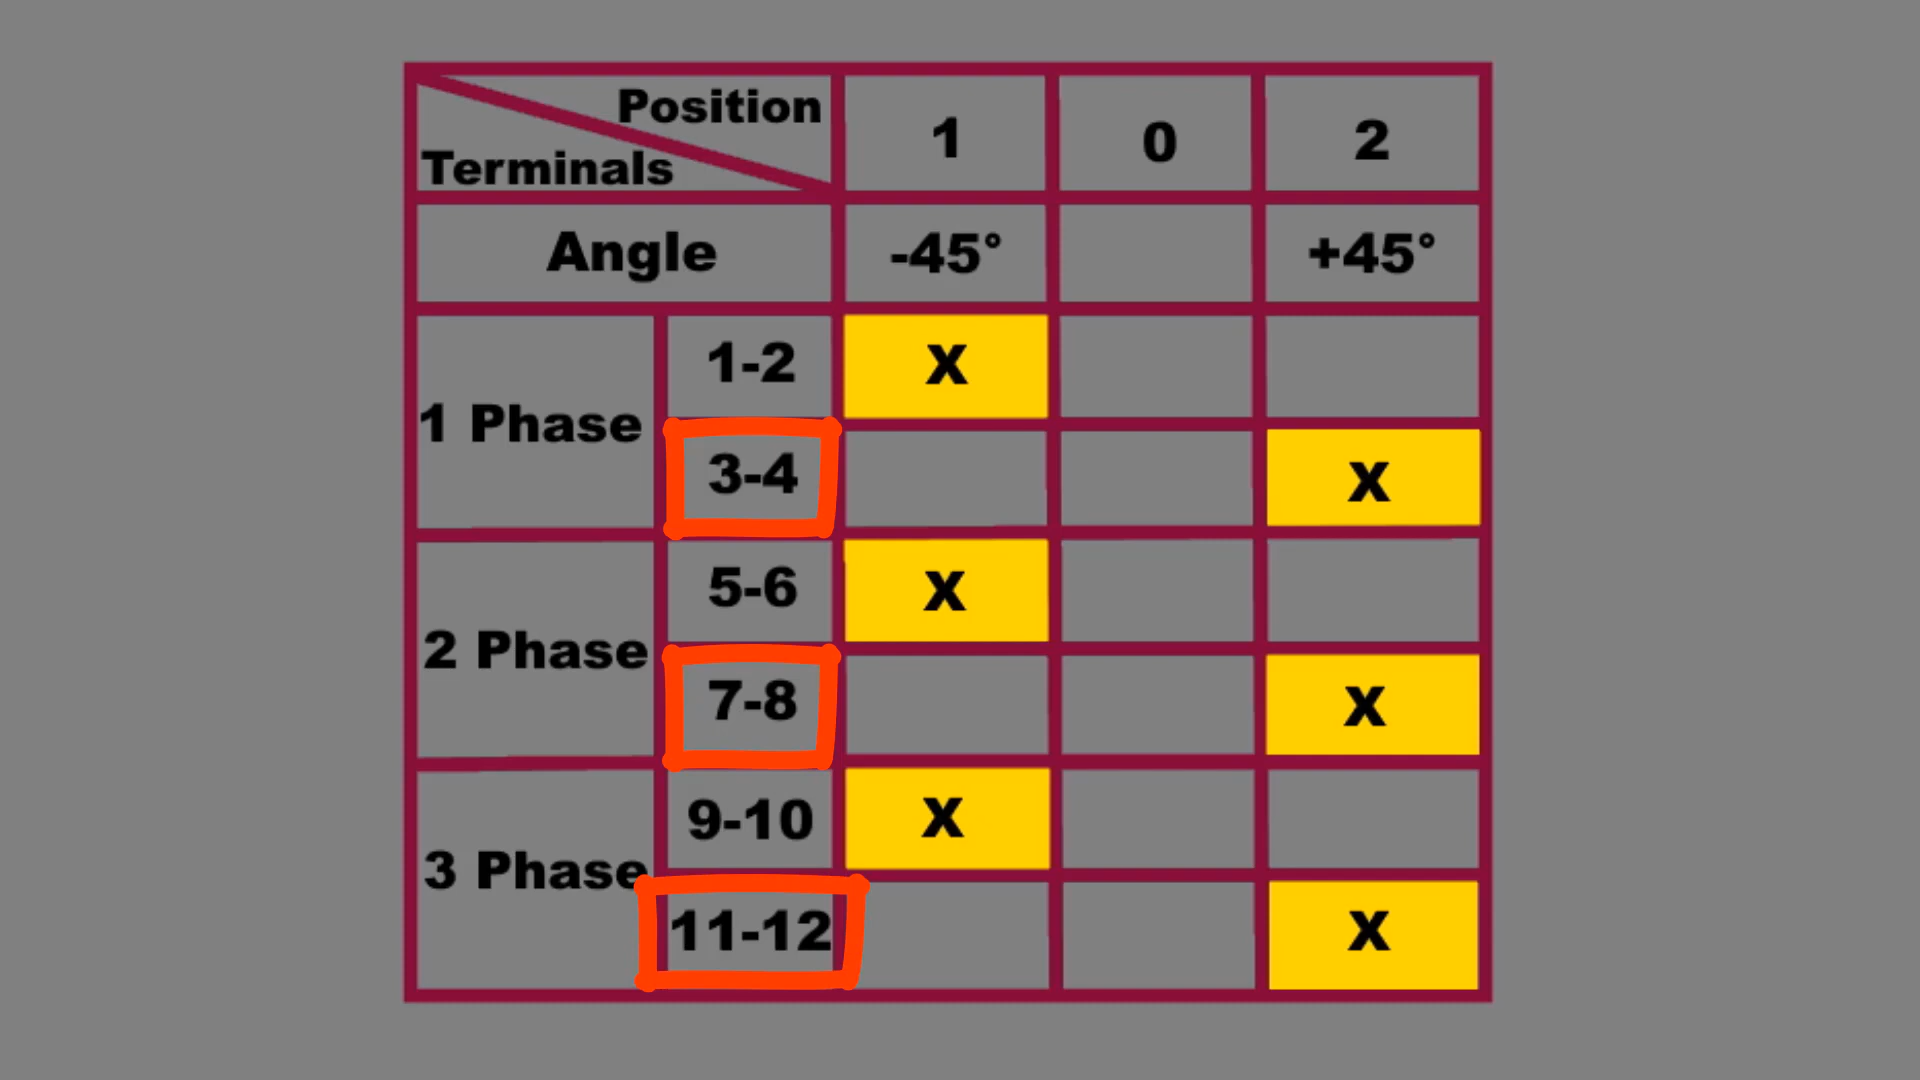 Position
Terminals
1 0 2
Angle -45° +45°
1 Phase
1-2 X
3-4 X
2 Phase
5-6 X
7-8 X
3 Phase
9-10 X
11-12 X